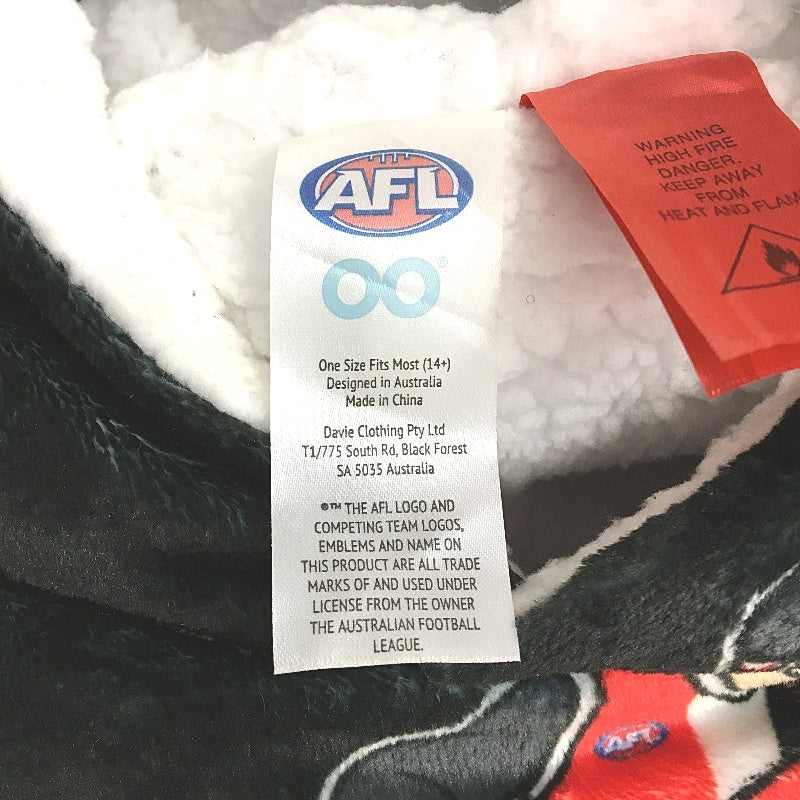 AFL
OO®
One Size Fits Most (14+)
Designed in Australia
Made in China
Davie Clothing Pty Ltd
T1/775 South Rd, Black Forest
SA 5035 Australia
®™ THE AFL LOGO AND
COMPETING TEAM LOGOS,
EMBLEMS AND NAME ON
THIS PRODUCT ARE ALL TRADE
MARKS OF AND USED UNDER
LICENSE FROM THE OWNER
THE AUSTRALIAN FOOTBALL
LEAGUE.
WARNING
HIGH FIRE
DANGER.
KEEP AWAY
FROM
HEAT AND FLAM
AFL